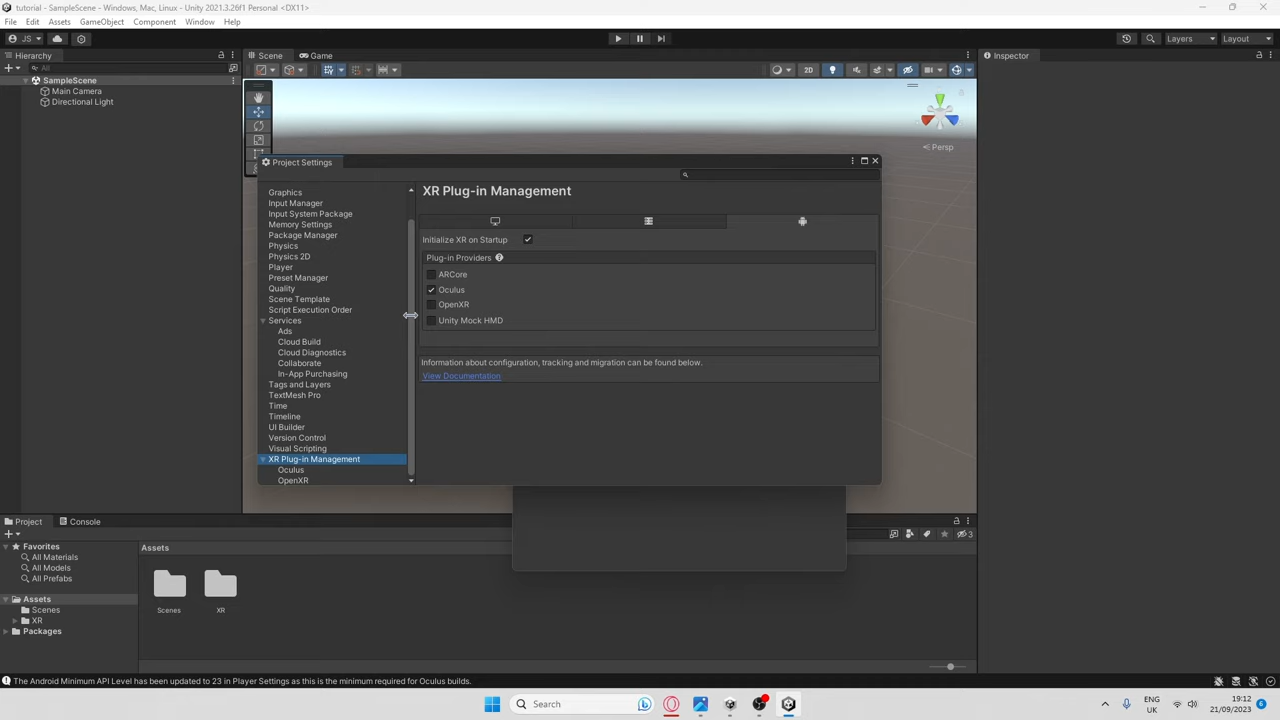 tutorial - SampleScene - Windows, Mac, Linux - Unity 2021.3.26f1 Personal <DX11>
File Edit Assets GameObject Component Window Help
JS
Layers
Layout
Hierarchy
All
SampleScene
Main Camera
Directional Light
Scene
Game
2D
Persp
Inspector
Project Settings
Graphics
Input Manager
Input System Package
Memory Settings
Package Manager
Physics
Physics 2D
Player
Preset Manager
Quality
Scene Template
Script Execution Order
Services
Ads
Cloud Build
Cloud Diagnostics
Collaborate
In-App Purchasing
Tags and Layers
TextMesh Pro
Time
Timeline
UI Builder
Version Control
Visual Scripting
XR Plug-in Management
Oculus
OpenXR
XR Plug-in Management
Initialize XR on Startup
Plug-in Providers
ARCore
Oculus
OpenXR
Unity Mock HMD
Information about configuration, tracking and migration can be found below.
View Documentation
Project
Console
3
Favorites
All Materials
All Models
All Prefabs
Assets
Scenes
XR
Packages
Assets
Scenes
XR
The Android Minimum API Level has been updated to 23 in Player Settings as this is the minimum required for Oculus builds.
Search
ENG
UK
19:12
21/09/2023
6